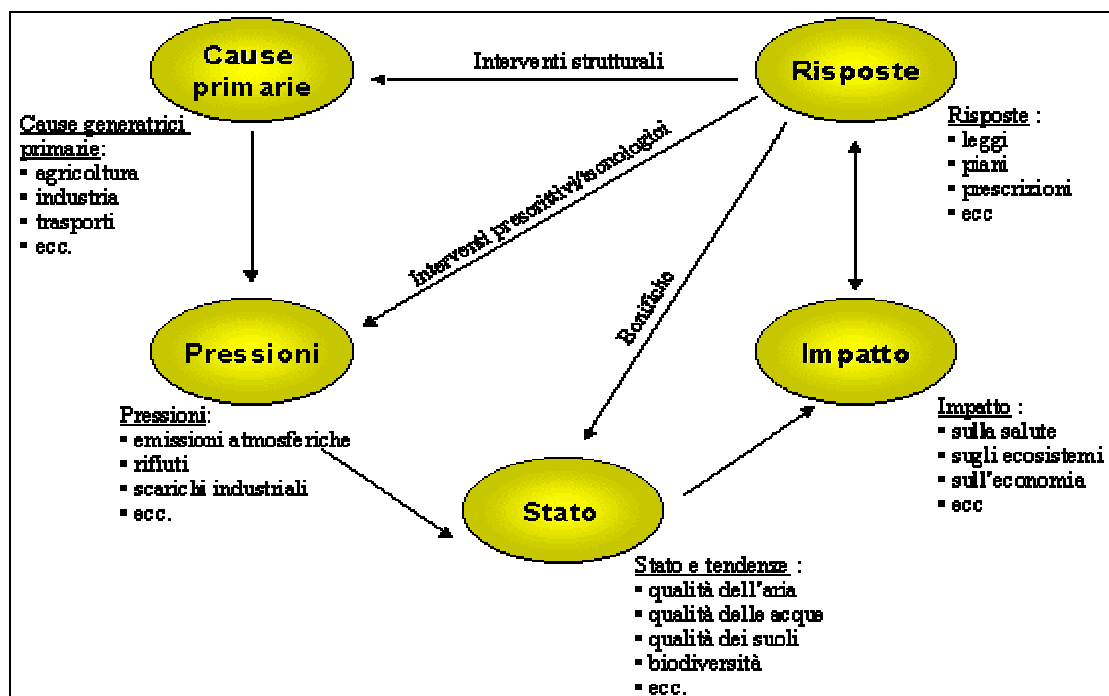 Cause
primarie
Interventi strutturali
Risposte
Cause generatrici
primarie:
▪ agricoltura
▪ industria
▪ trasporti
▪ ecc.
Risposte :
▪ leggi
▪ piani
▪ prescrizioni
▪ ecc
Interventi prescrittivi/tecnologici
Bonifiche
Pressioni
Impatto
Pressioni:
▪ emissioni atmosferiche
▪ rifiuti
▪ scarichi industriali
▪ ecc.
Impatto :
▪ sulla salute
▪ sugli ecosistemi
▪ sull'economia
▪ ecc
Stato
Stato e tendenze :
▪ qualità dell'aria
▪ qualità delle acque
▪ qualità dei suoli
▪ biodiversità
▪ ecc.